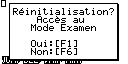 Réinitialisation?
Accès au
Mode Examen
Oui:[F1]
Non:[F6]